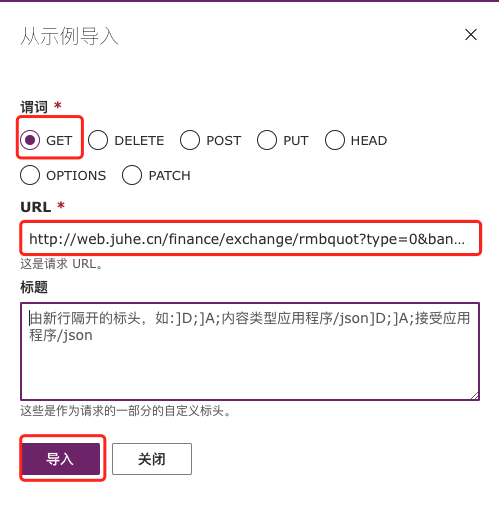 从示例导入
谓词 *
GET DELETE POST PUT HEAD
OPTIONS PATCH
URL *
http://web.juhe.cn/finance/exchange/rmbquot?type=0&ban...
这是请求 URL。
标题
由新行隔开的标头，如:]D;]A;内容类型应用程序/json]D;]A;接受应用
程序/json
这些是作为请求的一部分的自定义标头。
导入 关闭